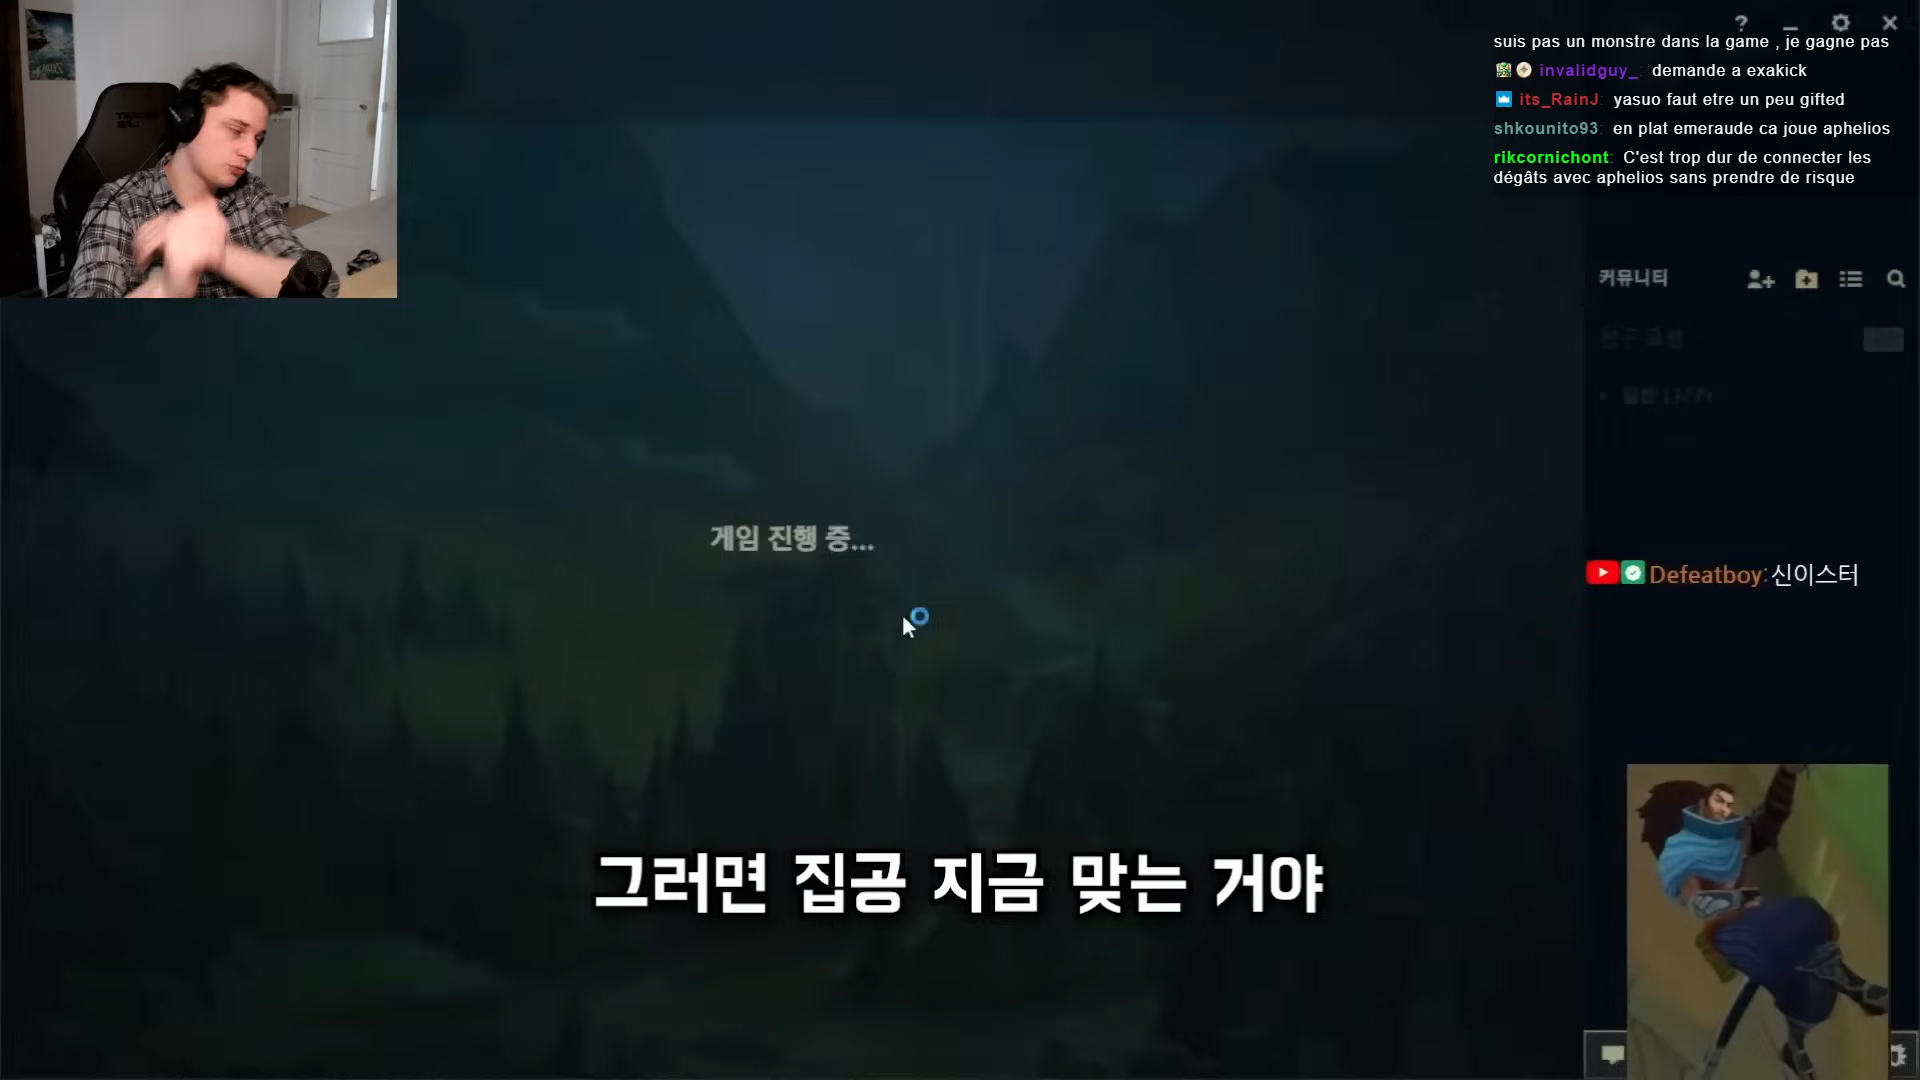 suis pas un monstre dans la game , je gagne pas
invalidguy_: demande a exakick
its_RainJ: yasuo faut etre un peu gifted
shkounito93: en plat emeraude ca joue aphelios
rikcornichont: C'est trop dur de connecter les
dégâts avec aphelios sans prendre de risque
커뮤니티
게임 진행 중...
Defeatboy:신이스터
그러면 집공 지금 맞는 거야